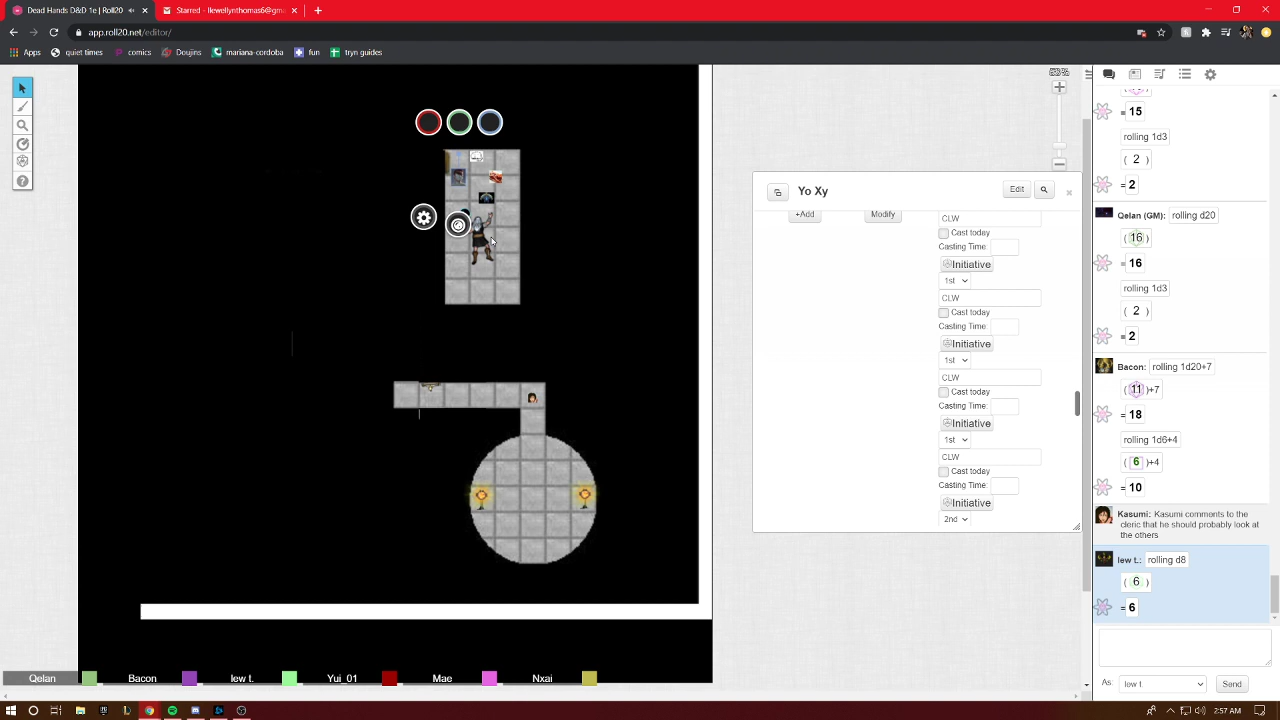 Dead Hands D&D 1e | Roll20
Starred - llewellynthomas6@gm
app.roll20.net/editor/
Apps quiet times comics Doujins mariana-cordoba fun tryn guides
Yo Xy
Edit
+Add
Modify
CLW
Cast today
Casting Time:
Initiative
1st
CLW
Cast today
Casting Time:
Initiative
1st
CLW
Cast today
Casting Time:
Initiative
1st
CLW
Cast today
Casting Time:
Initiative
2nd
= 15
rolling 1d3
( 2 )
= 2
Qelan (GM): rolling d20
( 16 )
= 16
rolling 1d3
( 2 )
= 2
Bacon: rolling 1d20+7
( 11 )+7
= 18
rolling 1d6+4
( 6 )+4
= 10
Kasumi: Kasumi comments to the
cleric that he should probably look at
the others
lew t.: rolling d8
( 6 )
= 6
As: lew t
Send
Qelan Bacon lew t. Yui_01 Mae Nxai
2:57 AM